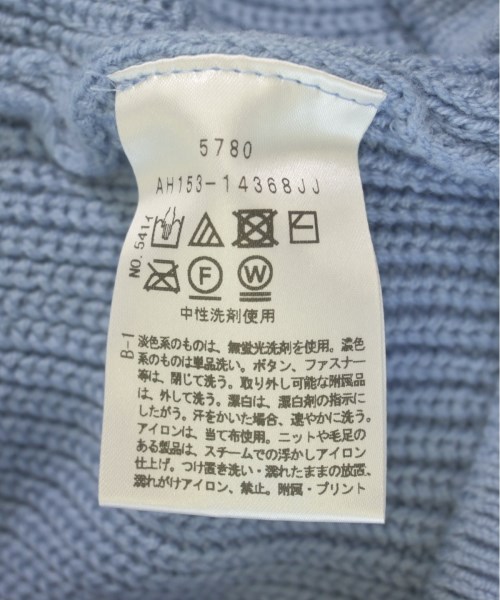 5780
AH153-14368JJ
NO. 541イ
F
W
中性洗剤使用
B-1
淡色系のものは、無蛍光洗剤を使用。濃色
系のものは単品洗い。ボタン、ファスナー
等は、閉じて洗う。取り外し可能な附属品
は、外して洗う。漂白は、漂白剤の指示に
したがう。汗をかいた場合、速やかに洗う。
アイロンは、当て布使用。ニットや毛足の
ある製品は、スチームでの浮かしアイロン
仕上げ。つけ置き洗い・濡れたままの放置、
濡れがけアイロン、禁止。附属・プリント